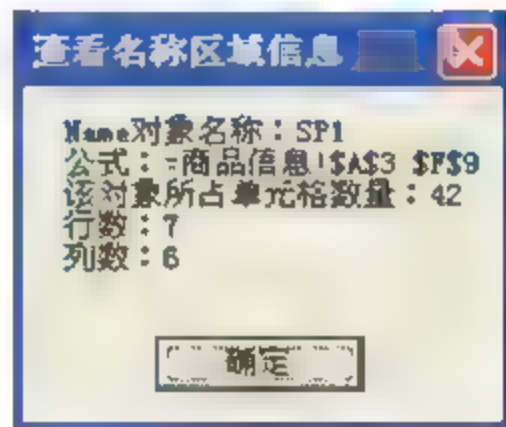 查看名称区域信息
Name对象名称：SP1
公式：=商品信息!$A$3:$F$9
该对象所占单元格数量：42
行数：7
列数：6
确定